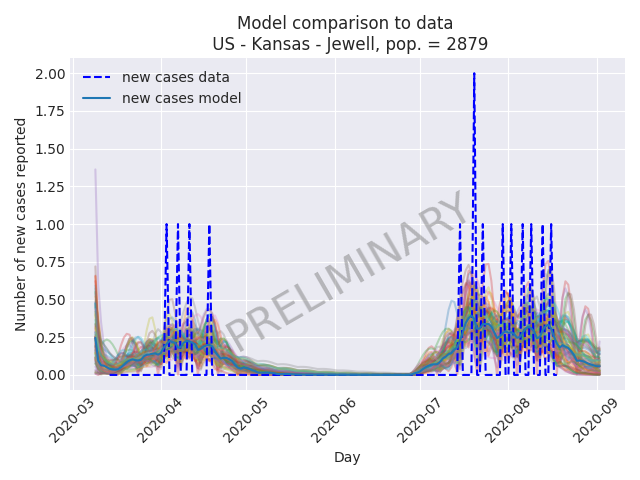 Model comparison to data
US - Kansas - Jewell, pop. = 2879
new cases data
new cases model
Number of new cases reported
2.00
1.75
1.50
1.25
1.00
0.75
0.50
0.25
0.00
PRELIMINARY
2020-03
2020-04
2020-05
2020-06
2020-07
2020-08
2020-09
Day